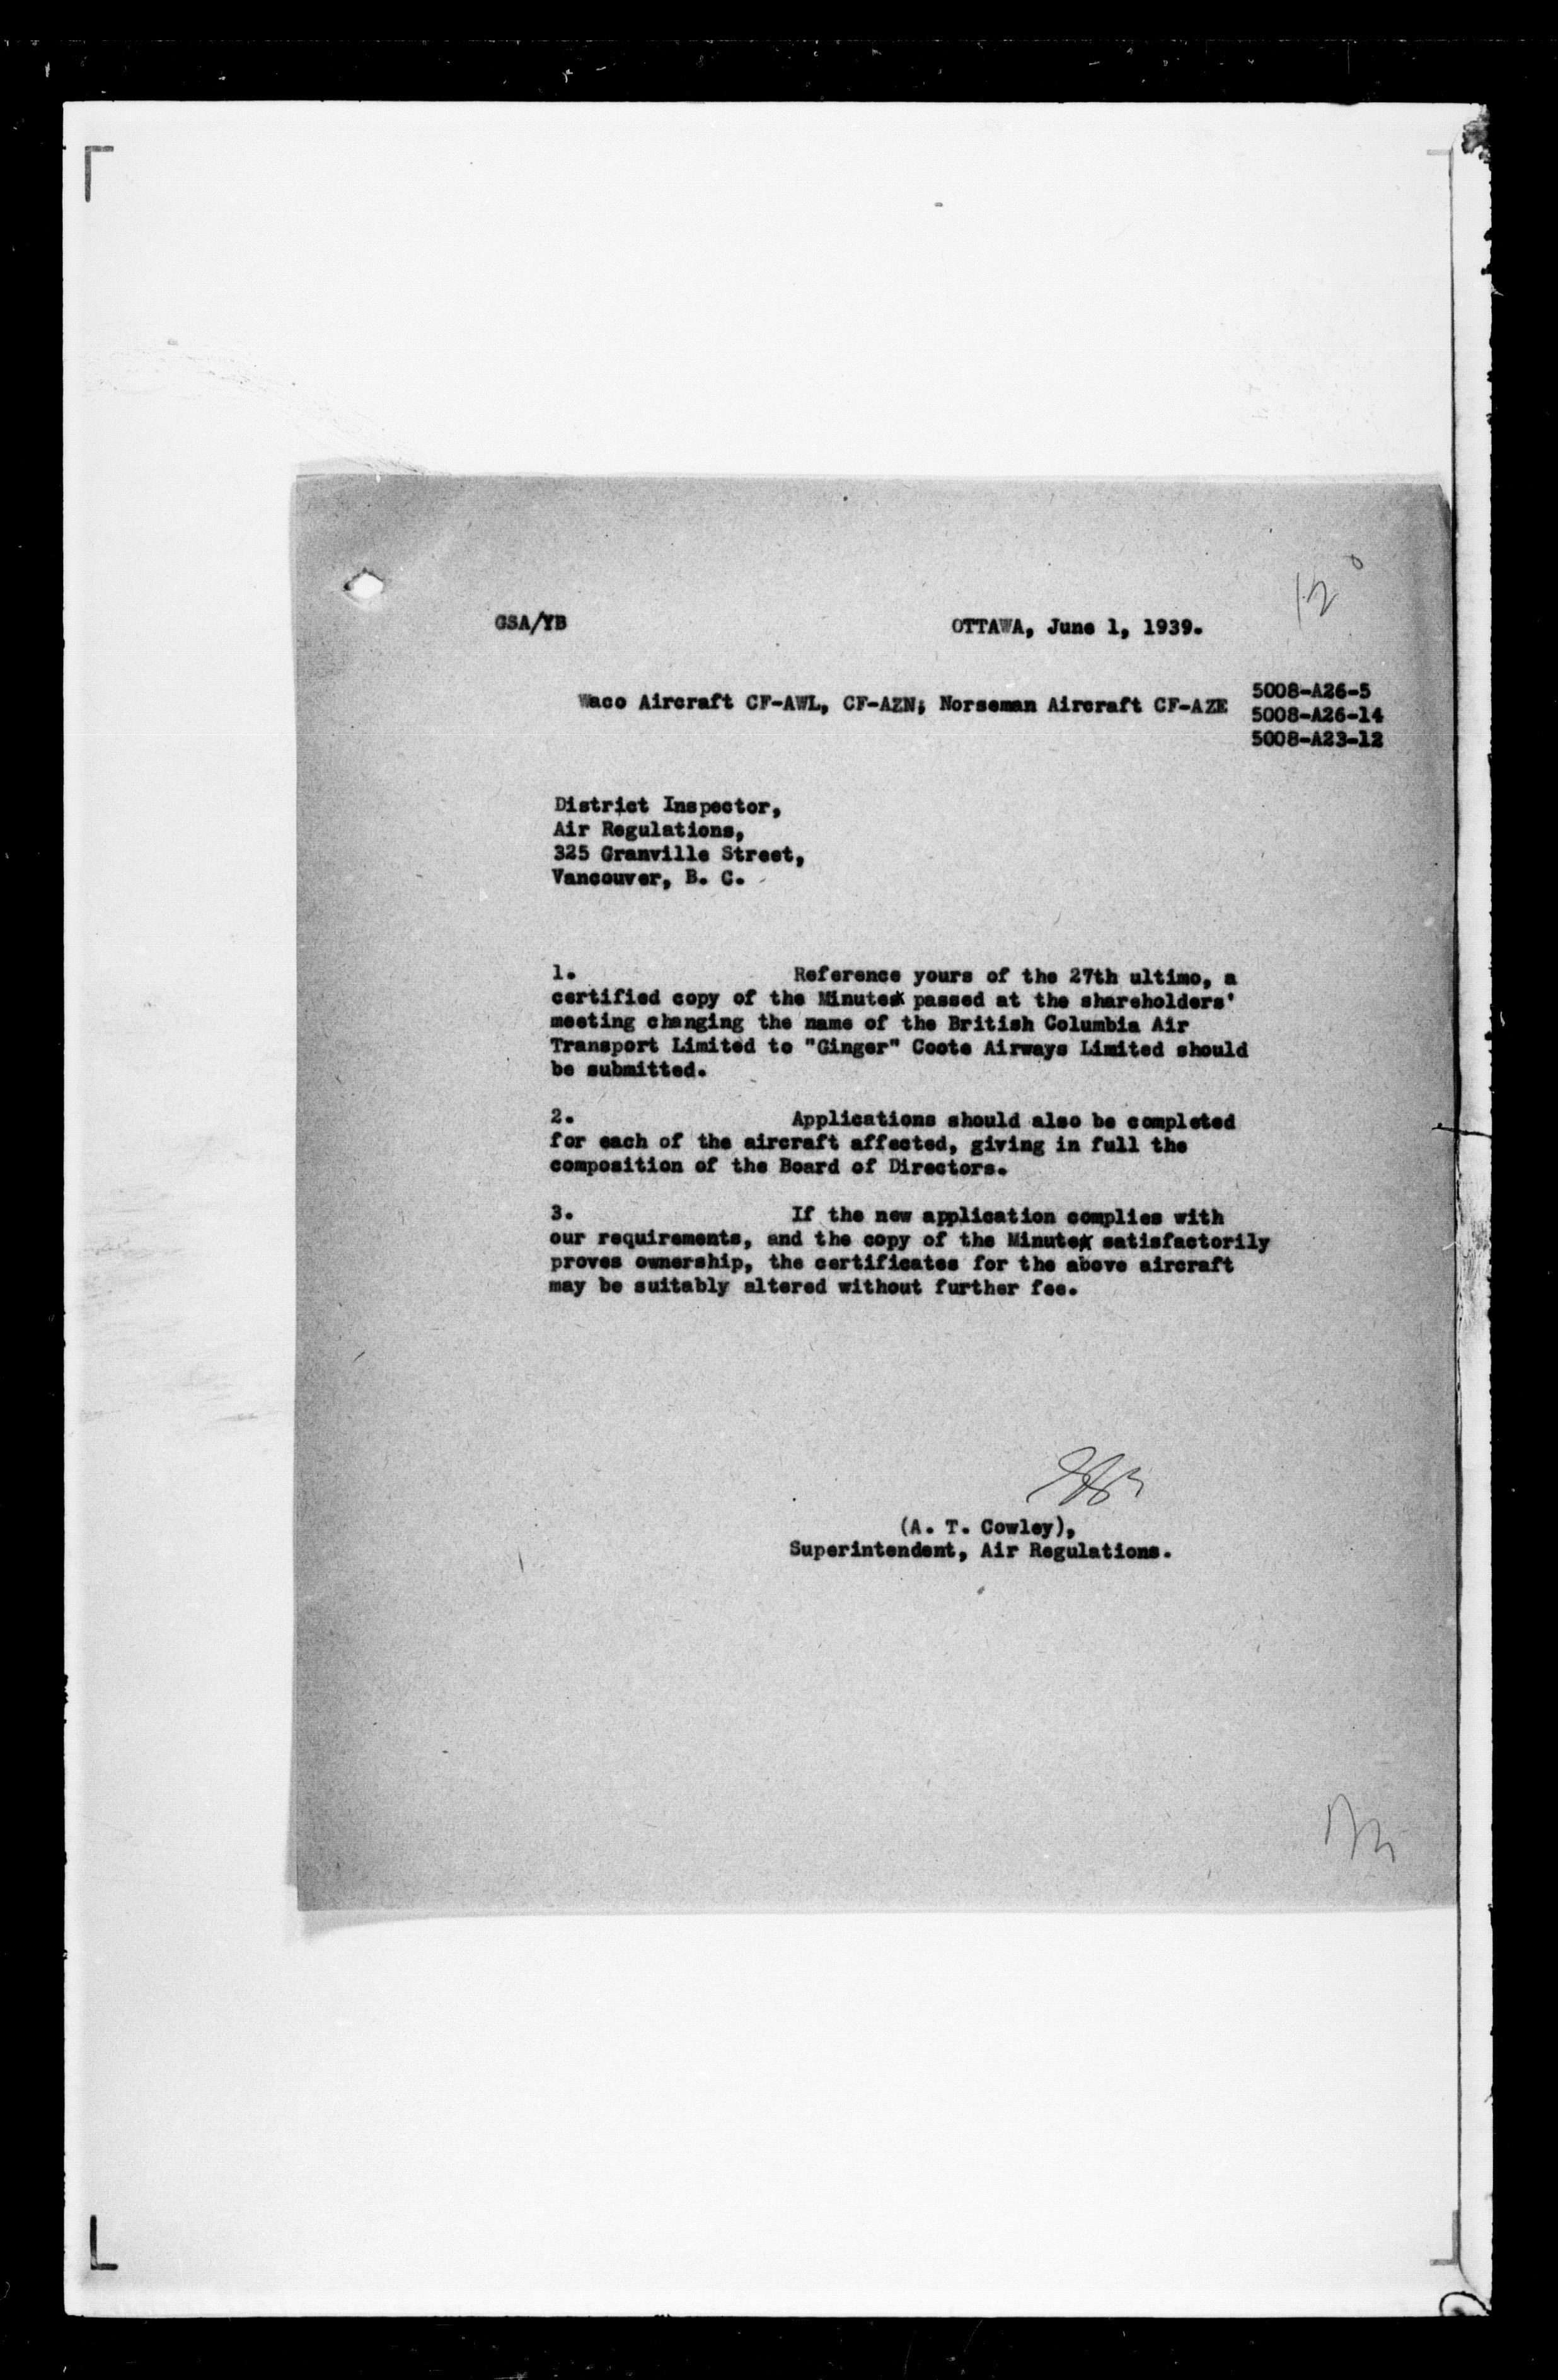 12
GSA/YB
OTTAWA, June 1, 1939.
Waco Aircraft CF-AWL, CF-AZN; Norseman Aircraft CF-AZE
5008-A26-5
5008-A26-14
5008-A23-12
District Inspector,
Air Regulations,
325 Granville Street,
Vancouver, B. C.
1. Reference yours of the 27th ultimo, a
certified copy of the Minutes passed at the shareholders'
meeting changing the name of the British Columbia Air
Transport Limited to "Ginger" Coote Airways Limited should
be submitted.
2. Applications should also be completed
for each of the aircraft affected, giving in full the
composition of the Board of Directors.
3. If the new application complies with
our requirements, and the copy of the Minute satisfactorily
proves ownership, the certificates for the above aircraft
may be suitably altered without further fee.
(A. T. Cowley),
Superintendent, Air Regulations.